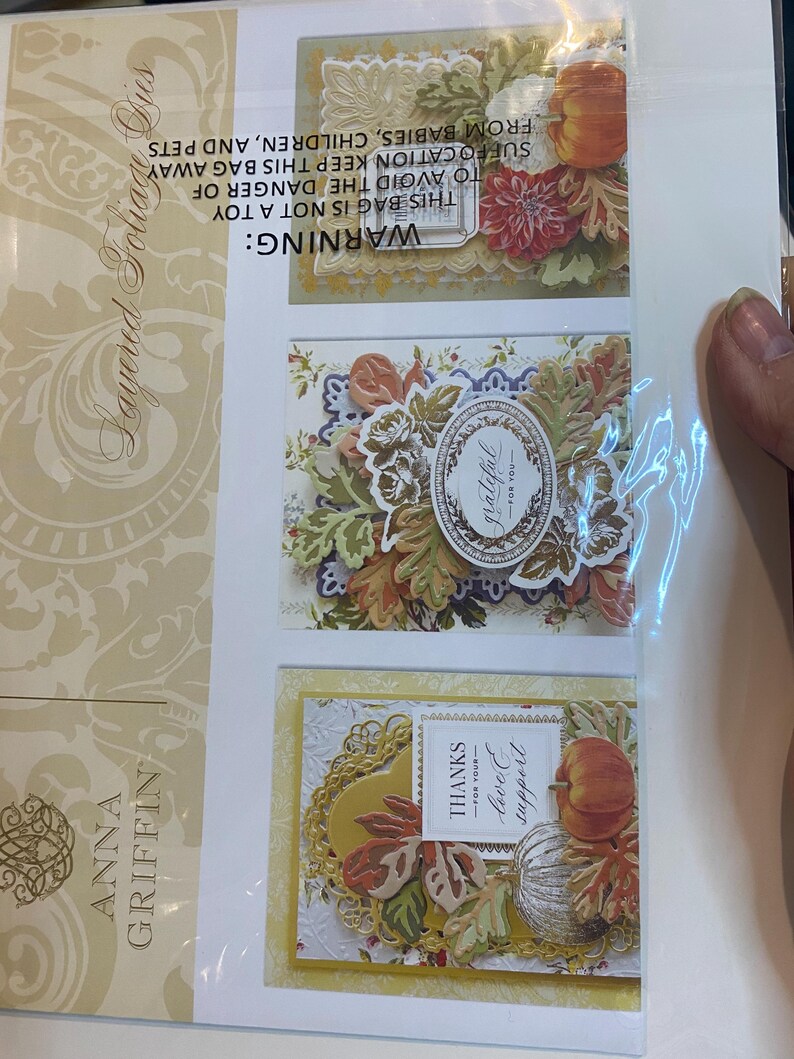 Layered Foliage Dies
ANNA
GRIFFIN
WARNING:
THIS BAG IS NOT A TOY
TO AVOID THE DANGER OF
SUFFOCATION KEEP THIS BAG AWAY
FROM BABIES, CHILDREN, AND PETS
grateful
—FOR YOU—
THANKS
—FOR YOUR—
love &
support